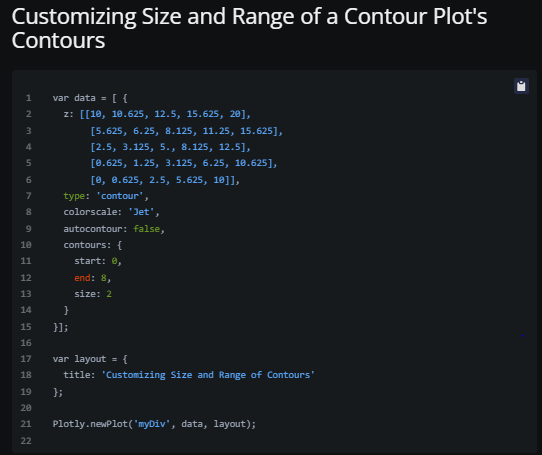 Customizing Size and Range of a Contour Plot's
Contours
1 var data = [ {
2 z: [[10, 10.625, 12.5, 15.625, 20],
3 [5.625, 6.25, 8.125, 11.25, 15.625],
4 [2.5, 3.125, 5., 8.125, 12.5],
5 [0.625, 1.25, 3.125, 6.25, 10.625],
6 [0, 0.625, 2.5, 5.625, 10]],
7 type: 'contour',
8 colorscale: 'Jet',
9 autocontour: false,
10 contours: {
11 start: 0,
12 end: 8,
13 size: 2
14 }
15 }];
16
17 var layout = {
18 title: 'Customizing Size and Range of Contours'
19 };
20
21 Plotly.newPlot('myDiv', data, layout);
22